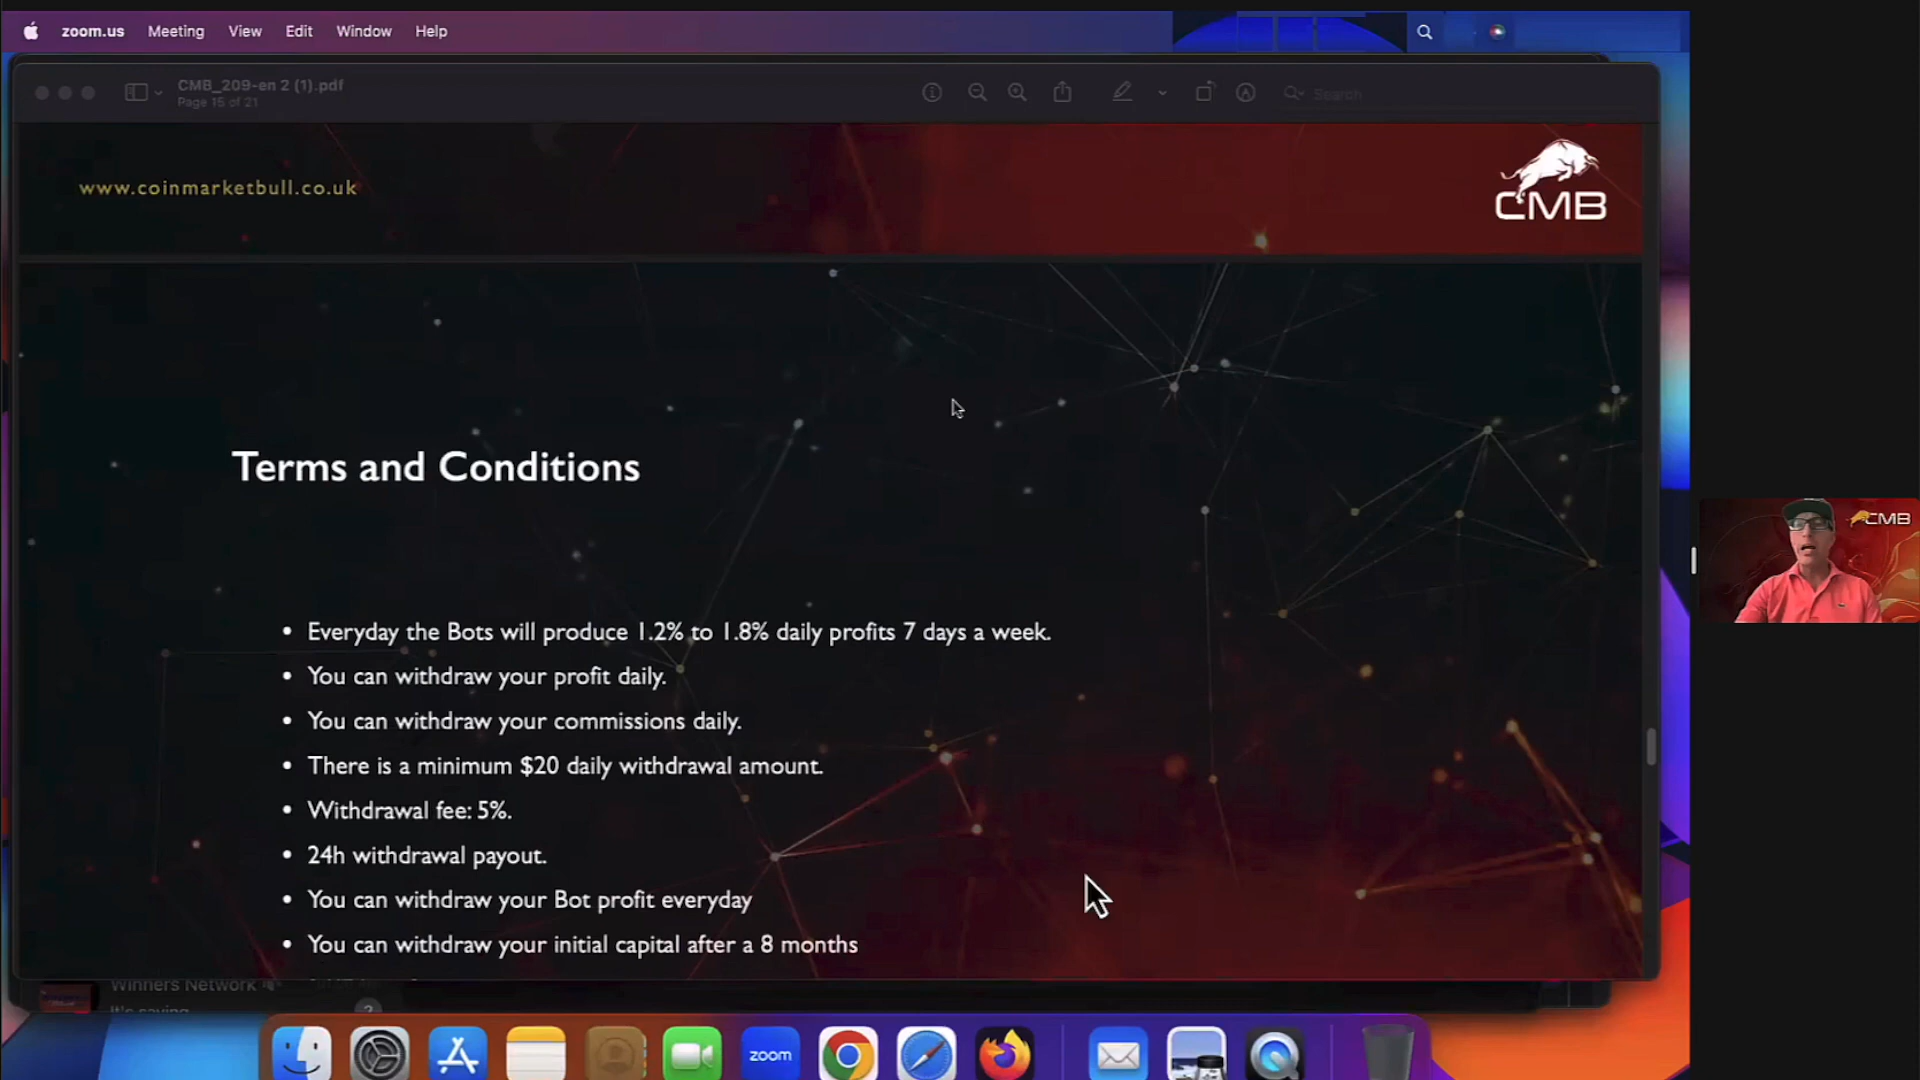 zoom.us Meeting View Edit Window Help
CMB_209-en 2 (1).pdf
Page 15 of 21
Search
www.coinmarketbull.co.uk
CMB
Terms and Conditions
• Everyday the Bots will produce 1.2% to 1.8% daily profits 7 days a week.
• You can withdraw your profit daily.
• You can withdraw your commissions daily.
• There is a minimum $20 daily withdrawal amount.
• Withdrawal fee: 5%.
• 24h withdrawal payout.
• You can withdraw your Bot profit everyday
• You can withdraw your initial capital after a 8 months
CMB
Winners Network
zoom